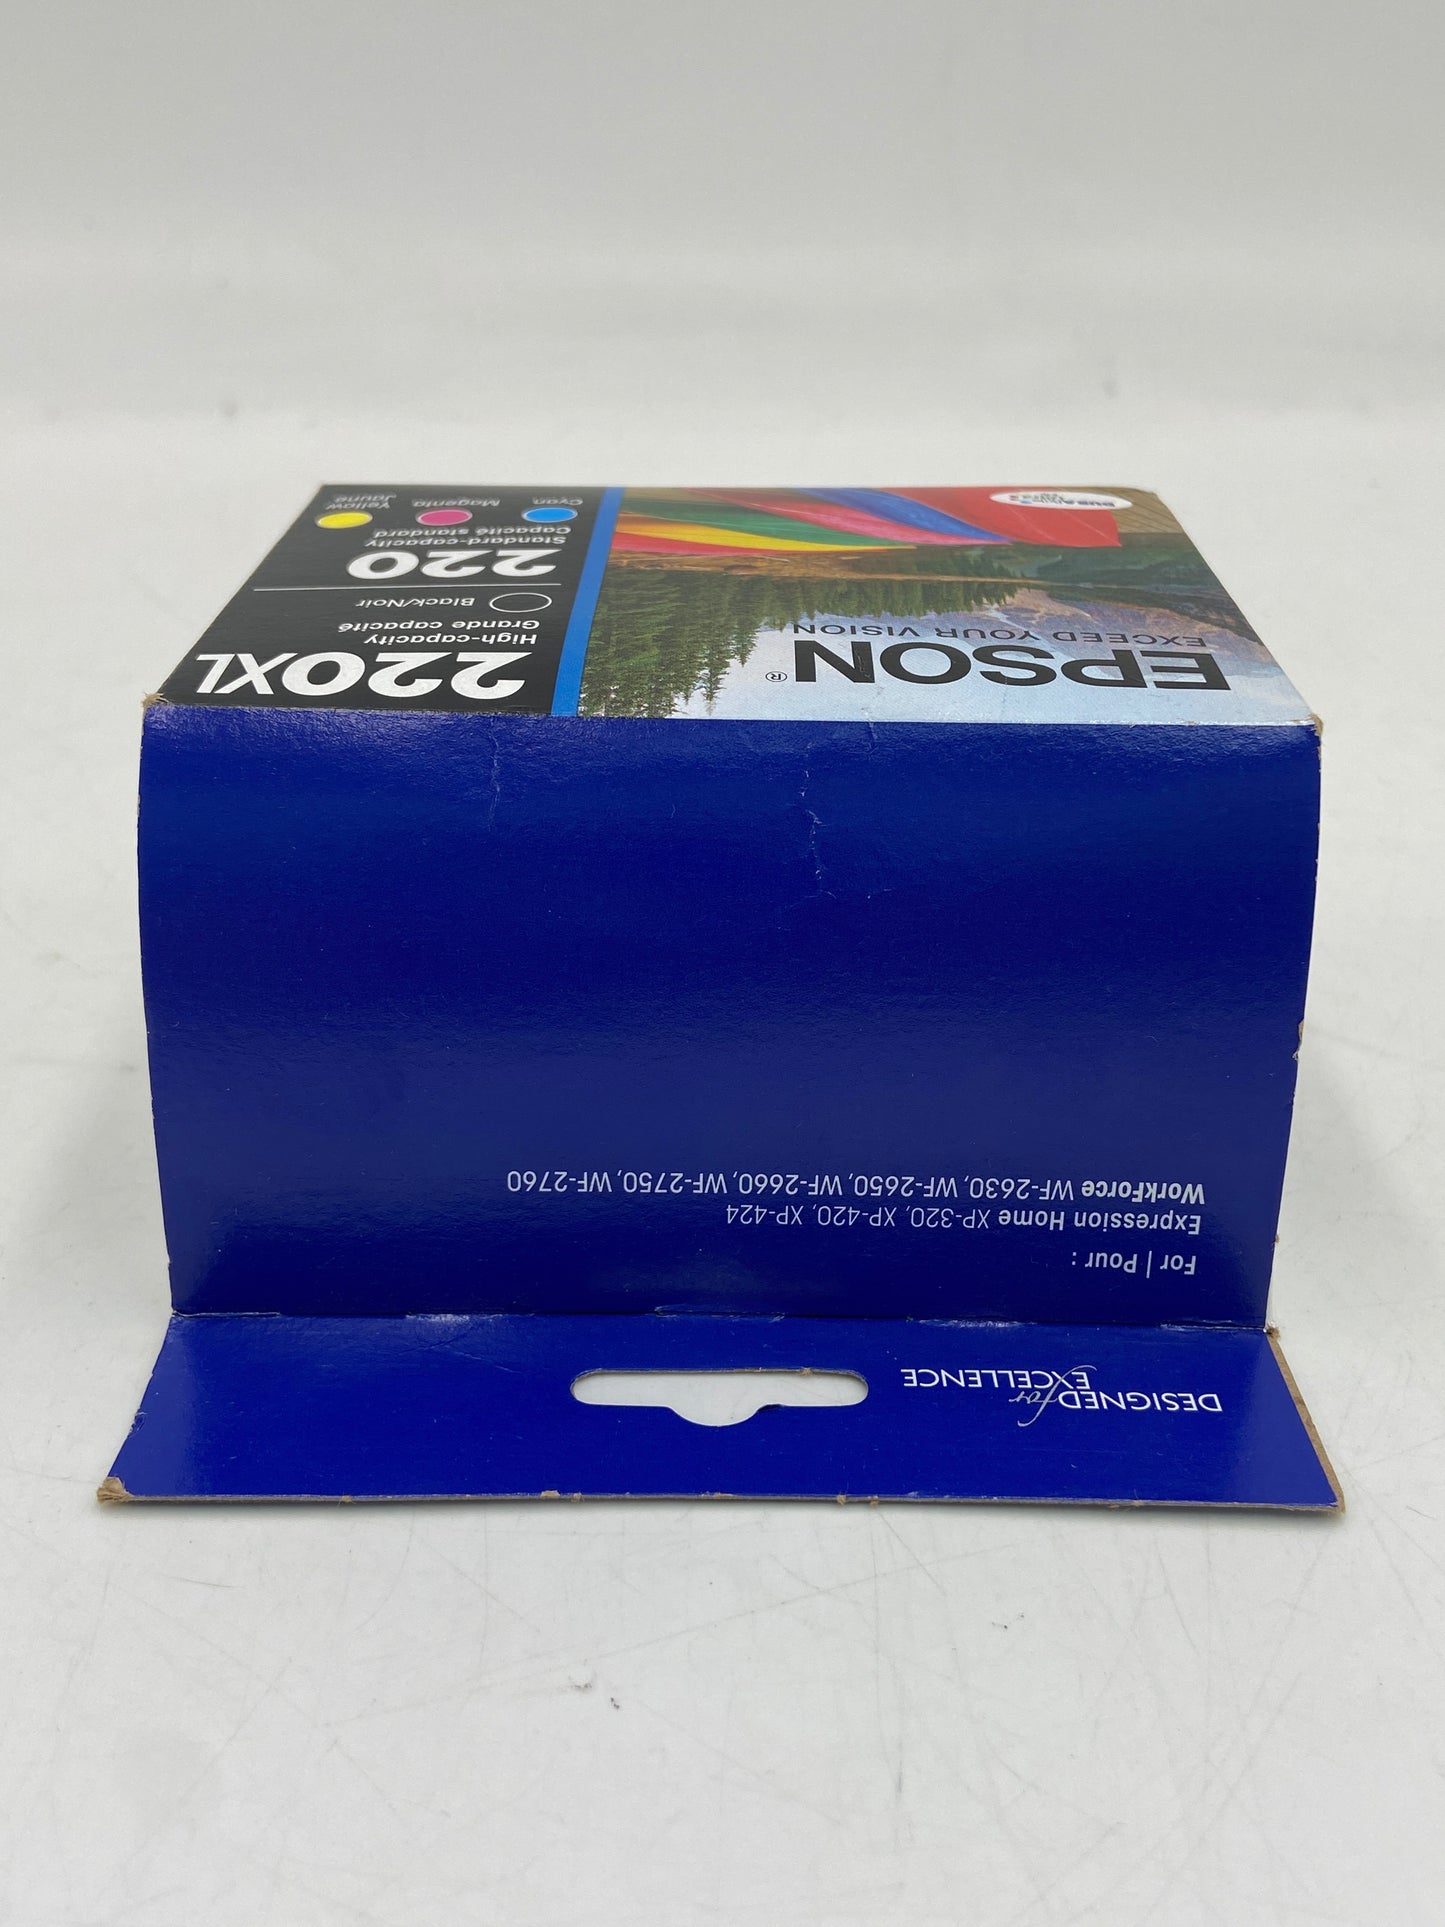 DESIGNED
for
EXCELLENCE
For | Pour :
Expression Home XP-320, XP-420, XP-424
WorkForce WF-2630, WF-2650, WF-2660, WF-2750, WF-2760
EPSON®
EXCEED YOUR VISION
220XL
High-capacity
Grande capacité
Black/Noir
220
Standard-capacity
Capacité standard
Cyan
Magenta
Yellow
Jaune